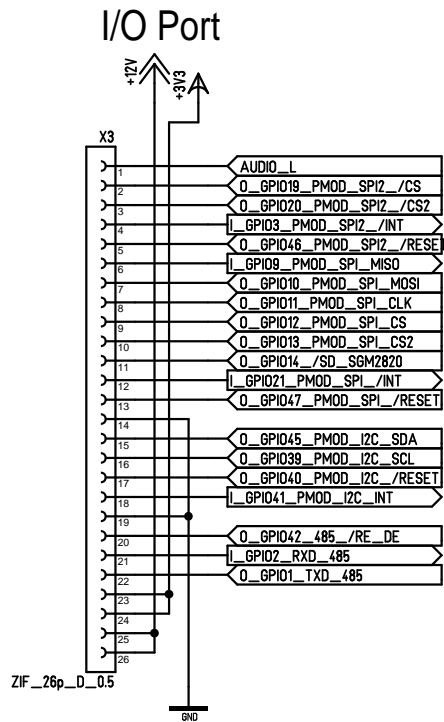 I/O Port
+12V
+3V3
X3
1 AUDIO_L
2 O_GPIO19_PMOD_SPI2_/CS
3 O_GPIO20_PMOD_SPI2_/CS2
4 I_GPIO3_PMOD_SPI2_/INT
5 O_GPIO46_PMOD_SPI2_/RESE
6 I_GPIO9_PMOD_SPI_MISO
7 O_GPIO10_PMOD_SPI_MOSI
8 O_GPIO11_PMOD_SPI_CLK
9 O_GPIO12_PMOD_SPI_CS
10 O_GPIO13_PMOD_SPI_CS2
11 O_GPIO14_/SD_SGM2820
12 I_GPIO21_PMOD_SPI_/INT
13 O_GPIO47_PMOD_SPI_/RESET
14
15 O_GPIO45_PMOD_I2C_SDA
16 O_GPIO39_PMOD_I2C_SCL
17 O_GPIO40_PMOD_I2C_/RESET
18 I_GPIO41_PMOD_I2C_INT
19
20 O_GPIO42_485_/RE_DE
21 I_GPIO2_RXD_485
22 O_GPIO1_TXD_485
23
24
25
26
ZIF_26p_D_0.5
GND